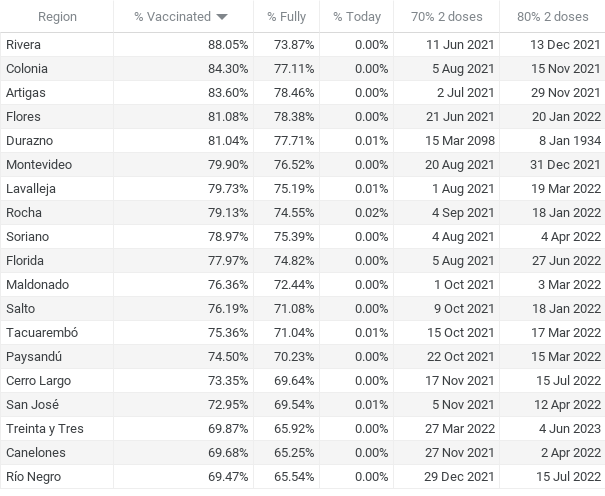 Region % Vaccinated % Fully % Today 70% 2 doses 80% 2 doses
Rivera 88.05% 73.87% 0.00% 11 Jun 2021 13 Dec 2021
Colonia 84.30% 77.11% 0.00% 5 Aug 2021 15 Nov 2021
Artigas 83.60% 78.46% 0.00% 2 Jul 2021 29 Nov 2021
Flores 81.08% 78.38% 0.00% 21 Jun 2021 20 Jan 2022
Durazno 81.04% 77.71% 0.01% 15 Mar 2098 8 Jan 1934
Montevideo 79.90% 76.52% 0.00% 20 Aug 2021 31 Dec 2021
Lavalleja 79.73% 75.19% 0.01% 1 Aug 2021 19 Mar 2022
Rocha 79.13% 74.55% 0.02% 4 Sep 2021 18 Jan 2022
Soriano 78.97% 75.39% 0.00% 4 Aug 2021 4 Apr 2022
Florida 77.97% 74.82% 0.00% 5 Aug 2021 27 Jun 2022
Maldonado 76.36% 72.44% 0.00% 1 Oct 2021 3 Mar 2022
Salto 76.19% 71.08% 0.00% 9 Oct 2021 18 Jan 2022
Tacuarembó 75.36% 71.04% 0.01% 15 Oct 2021 17 Mar 2022
Paysandú 74.50% 70.23% 0.00% 22 Oct 2021 15 Mar 2022
Cerro Largo 73.35% 69.64% 0.00% 17 Nov 2021 15 Jul 2022
San José 72.95% 69.54% 0.01% 5 Nov 2021 12 Apr 2022
Treinta y Tres 69.87% 65.92% 0.00% 27 Mar 2022 4 Jun 2023
Canelones 69.68% 65.25% 0.00% 27 Nov 2021 2 Apr 2022
Río Negro 69.47% 65.54% 0.00% 29 Dec 2021 15 Jul 2022